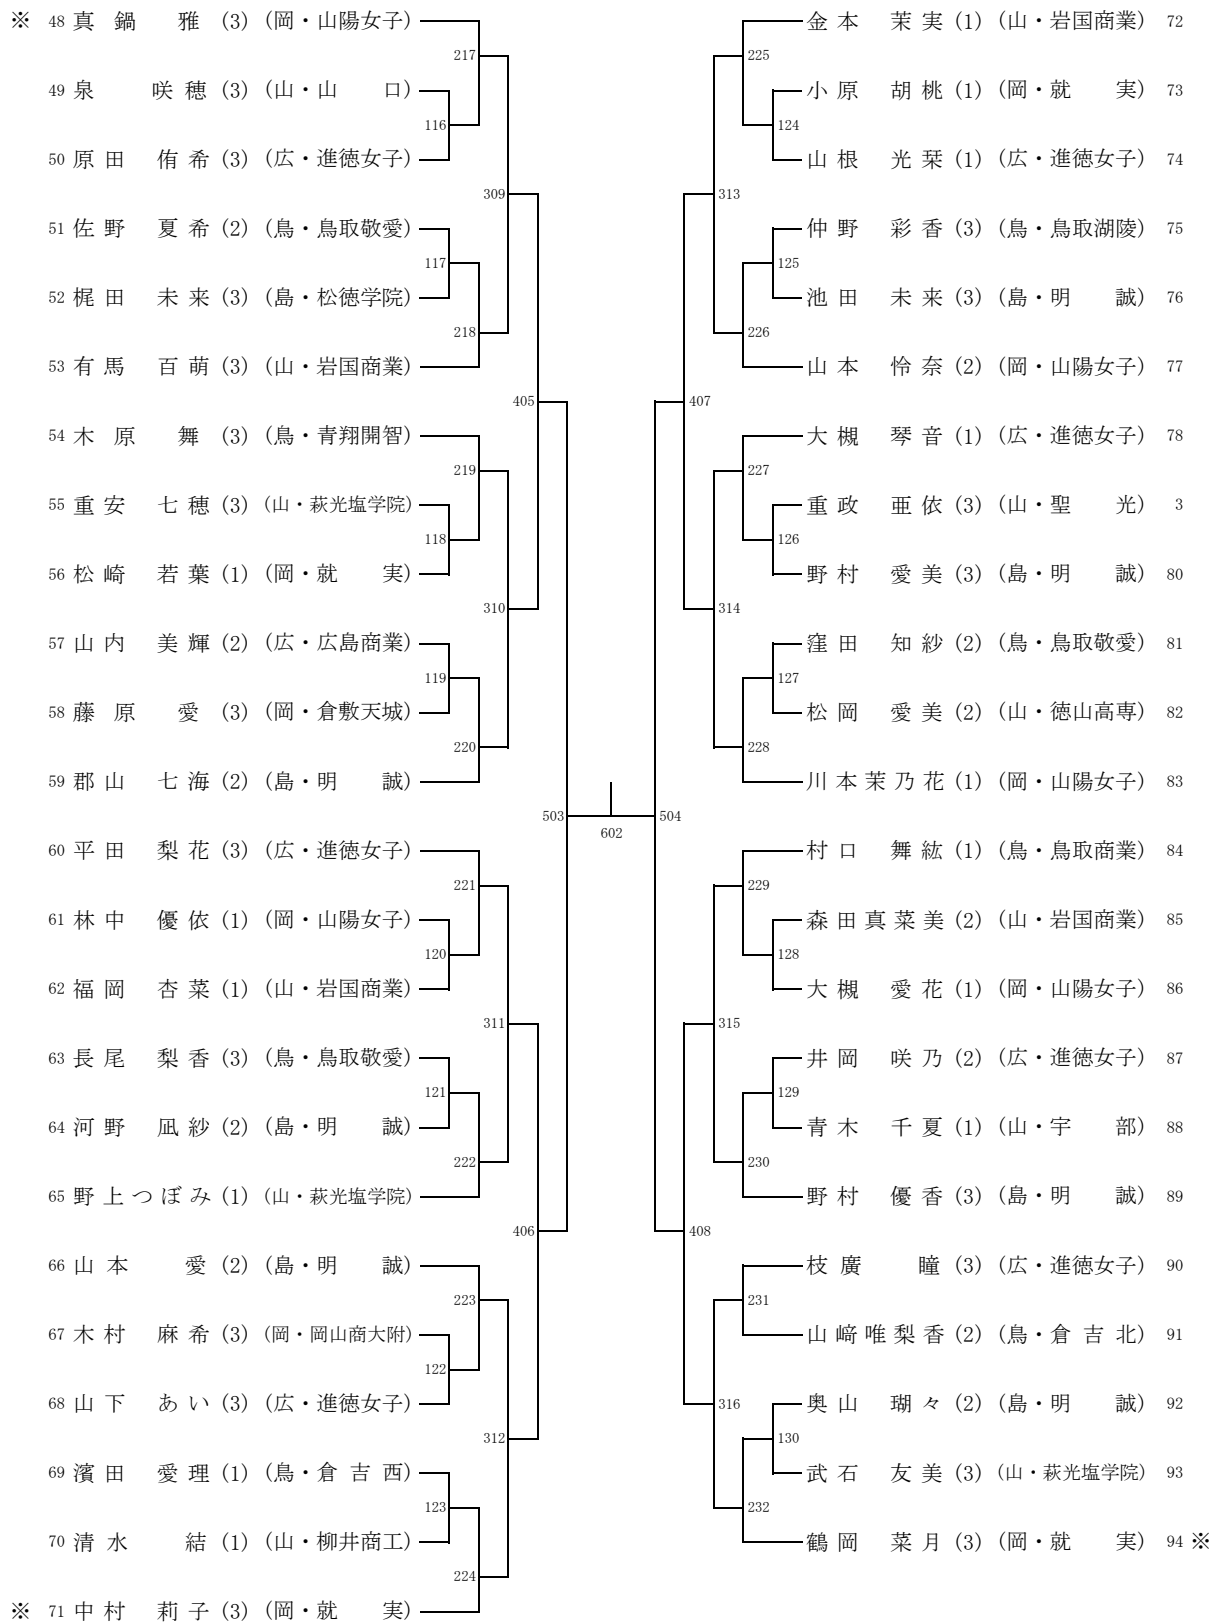 ※ 48 真鍋 雅 (3) (岡・山陽女子)
217
49 泉 咲穂 (3) (山・山 口)
116
50 原田 侑希 (3) (広・進徳女子)
309
51 佐野 夏希 (2) (鳥・鳥取敬愛)
117
52 梶田 未来 (3) (島・松徳学院)
218
53 有馬 百萌 (3) (山・岩国商業)
405
54 木原 舞 (3) (鳥・青翔開智)
219
55 重安 七穂 (3) (山・萩光塩学院)
118
56 松崎 若葉 (1) (岡・就 実)
310
57 山内 美輝 (2) (広・広島商業)
119
58 藤原 愛 (3) (岡・倉敷天城)
220
59 郡山 七海 (2) (島・明 誠)
503
60 平田 梨花 (3) (広・進徳女子)
221
61 林中 優依 (1) (岡・山陽女子)
120
62 福岡 杏菜 (1) (山・岩国商業)
311
63 長尾 梨香 (3) (鳥・鳥取敬愛)
121
64 河野 凪紗 (2) (島・明 誠)
222
65 野上つぼみ (1) (山・萩光塩学院)
406
66 山本 愛 (2) (島・明 誠)
223
67 木村 麻希 (3) (岡・岡山商大附)
122
68 山下 あい (3) (広・進徳女子)
312
69 濱田 愛理 (1) (鳥・倉吉西)
123
70 清水 結 (1) (山・柳井商工)
224
※ 71 中村 莉子 (3) (岡・就 実)
602
金本 茉実 (1) (山・岩国商業) 72
225
小原 胡桃 (1) (岡・就 実) 73
124
山根 光栞 (1) (広・進徳女子) 74
313
仲野 彩香 (3) (鳥・鳥取湖陵) 75
125
池田 未来 (3) (島・明 誠) 76
226
山本 怜奈 (2) (岡・山陽女子) 77
407
大槻 琴音 (1) (広・進徳女子) 78
227
重政 亜依 (3) (山・聖 光) 3
126
野村 愛美 (3) (島・明 誠) 80
314
窪田 知紗 (2) (鳥・鳥取敬愛) 81
127
松岡 愛美 (2) (山・徳山高専) 82
228
川本茉乃花 (1) (岡・山陽女子) 83
504
村口 舞紘 (1) (鳥・鳥取商業) 84
229
森田真菜美 (2) (山・岩国商業) 85
128
大槻 愛花 (1) (岡・山陽女子) 86
315
井岡 咲乃 (2) (広・進徳女子) 87
129
青木 千夏 (1) (山・宇 部) 88
230
野村 優香 (3) (島・明 誠) 89
408
枝廣 瞳 (3) (広・進徳女子) 90
231
山﨑唯梨香 (2) (鳥・倉吉北) 91
316
奥山 瑚々 (2) (島・明 誠) 92
130
武石 友美 (3) (山・萩光塩学院) 93
232
鶴岡 菜月 (3) (岡・就 実) 94 ※